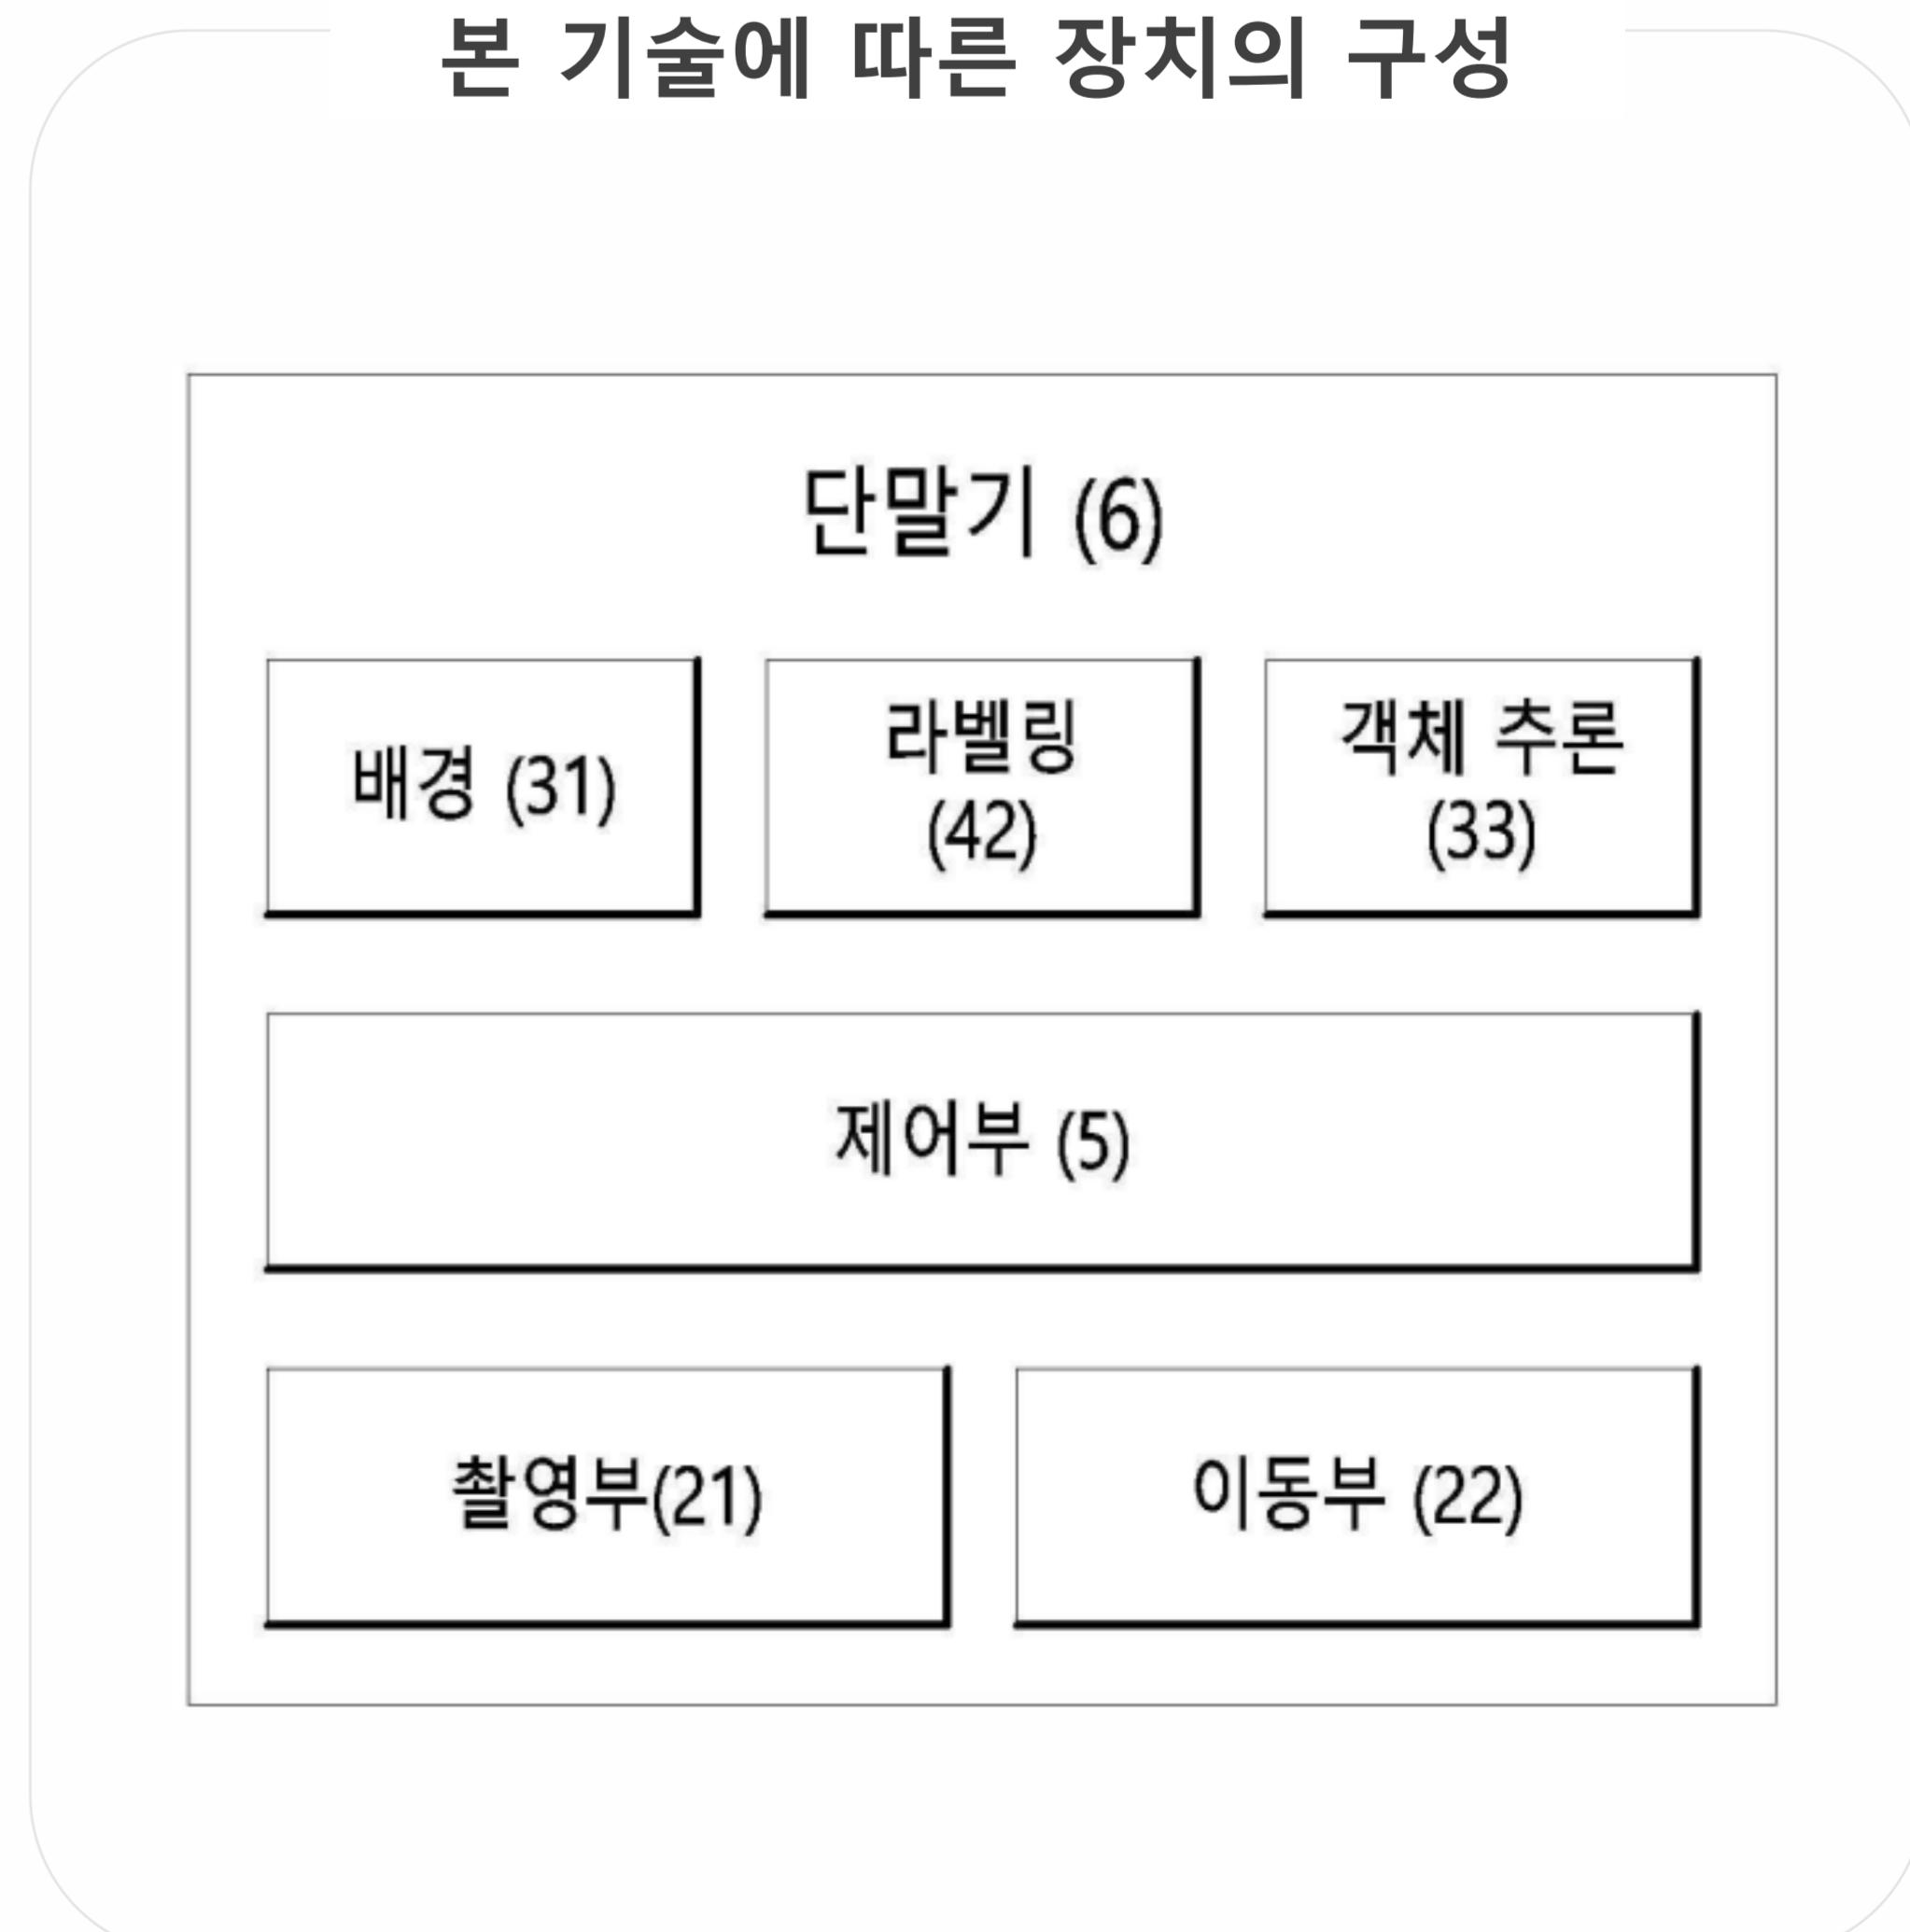 본 기술에 따른 장치의 구성
단말기 (6)
배경 (31)
라벨링
(42)
객체 추론
(33)
제어부 (5)
촬영부(21)
이동부 (22)